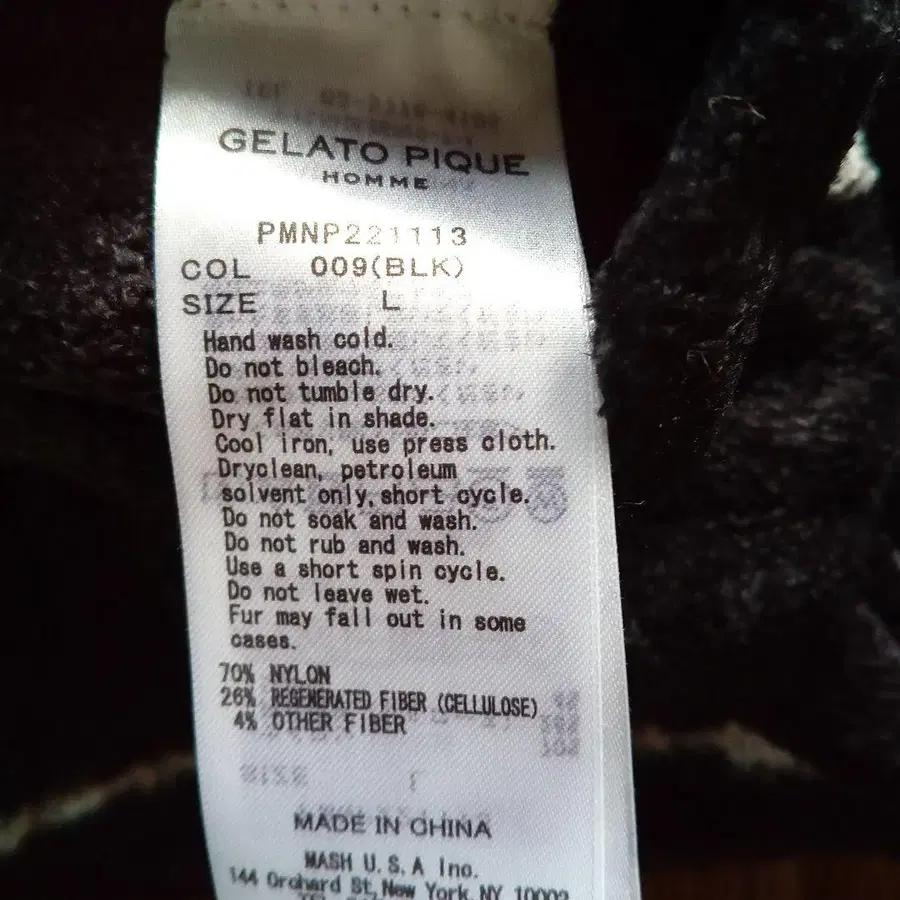 GELATO PIQUE
HOMME
PMNP221113
COL 009(BLK)
SIZE L
Hand wash cold.
Do not bleach.
Do not tumble dry.
Dry flat in shade.
Cool iron, use press cloth.
Dryclean, petroleum
solvent only, short cycle.
Do not soak and wash.
Do not rub and wash.
Use a short spin cycle.
Do not leave wet.
Fur may fall out in some
cases.
70% NYLON
26% REGENERATED FIBER (CELLULOSE)
4% OTHER FIBER
MADE IN CHINA
MASH U.S.A Inc.
144 Orchard St, New York, NY 10002